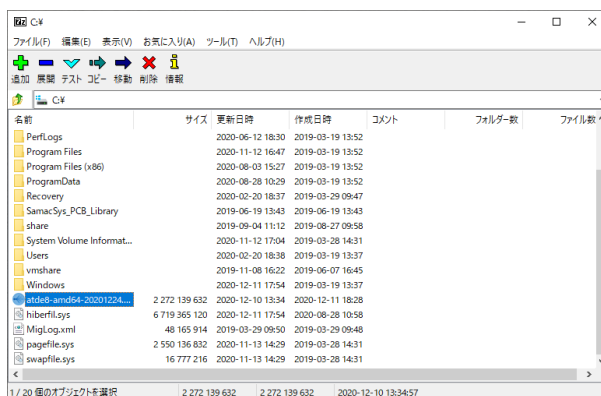 7z C:¥
ファイル(F) 編集(E) 表示(V) お気に入り(A) ツール(T) ヘルプ(H)
追加 展開 テスト コピー 移動 削除 情報
C:¥
名前 サイズ 更新日時 作成日時 コメント フォルダー数 ファイル数
PerfLogs 2020-06-12 18:30 2019-03-19 13:52
Program Files 2020-11-12 16:47 2019-03-19 13:52
Program Files (x86) 2020-08-03 15:27 2019-03-19 13:52
ProgramData 2020-08-28 10:29 2019-03-19 13:52
Recovery 2020-02-20 18:37 2019-03-29 09:47
SamacSys_PCB_Library 2019-06-19 13:43 2019-06-19 13:43
share 2019-09-04 11:12 2019-08-27 09:58
System Volume Informat... 2020-11-12 17:04 2019-03-28 14:31
Users 2020-02-20 18:38 2019-03-19 13:37
vmshare 2019-11-08 16:22 2019-06-07 16:45
Windows 2020-12-11 17:54 2019-03-19 13:37
atde8-amd64-20201224.... 2 272 139 632 2020-12-10 13:34 2020-12-11 18:28
hiberfil.sys 6 719 365 120 2020-12-11 17:54 2020-08-28 10:58
MigLog.xml 48 165 914 2019-03-29 09:50 2019-03-29 09:48
pagefile.sys 2 550 136 832 2020-11-13 14:29 2019-03-28 14:31
swapfile.sys 16 777 216 2020-11-13 14:29 2019-03-28 14:31
1 / 20 個のオブジェクトを選択 2 272 139 632 2 272 139 632 2020-12-10 13:34:57